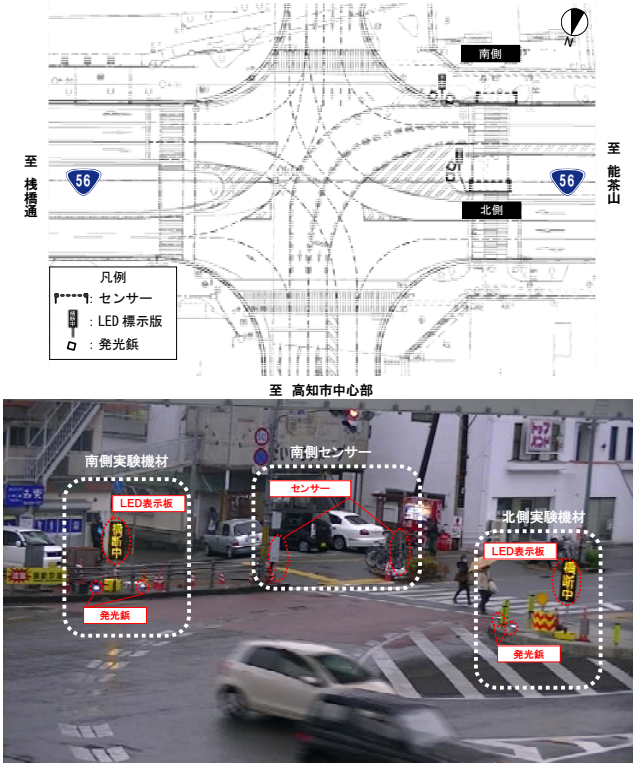 N
南側
至 桟橋通
56
至 能茶山
56
北側
凡例
: センサー
横断中
: LED 標示版
: 発光鋲
至 高知市中心部
南側実験機材
南側センサー
センサー
LED表示板
横断中
発光鋲
北側実験機材
LED表示板
横断中
発光鋲